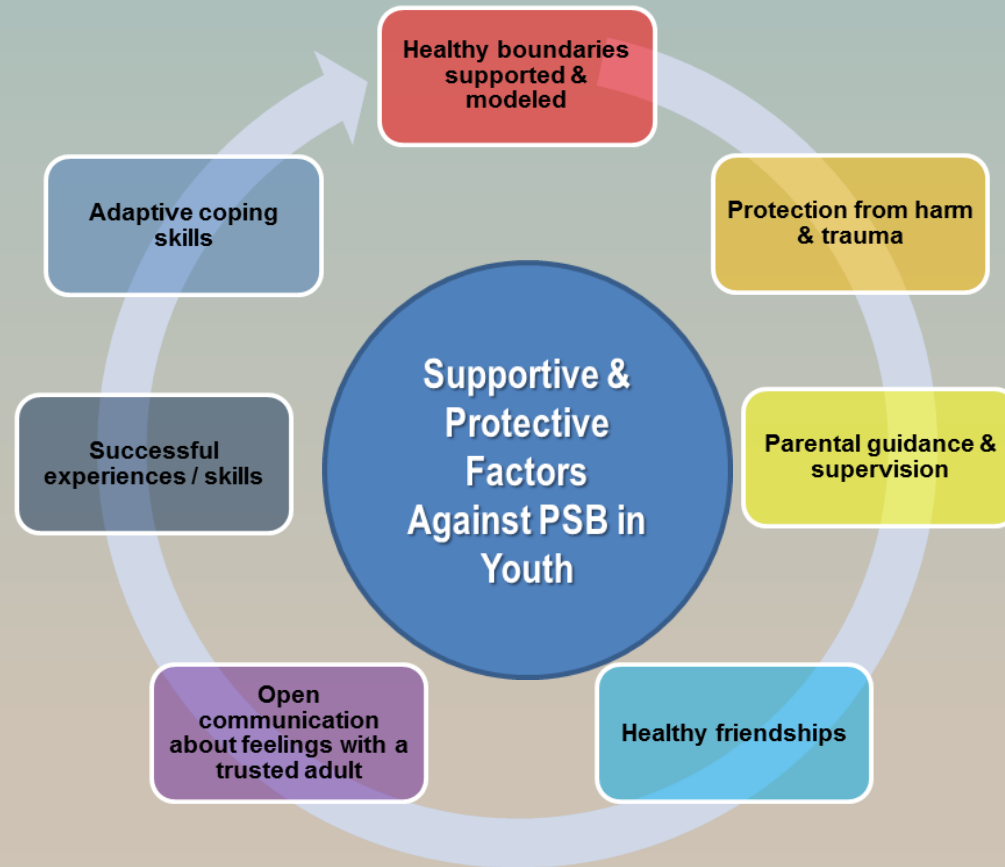 Healthy boundaries
supported &
modeled
Protection from harm
& trauma
Parental guidance &
supervision
Healthy friendships
Open
communication
about feelings with a
trusted adult
Successful
experiences / skills
Adaptive coping
skills
Supportive &
Protective
Factors
Against PSB in
Youth